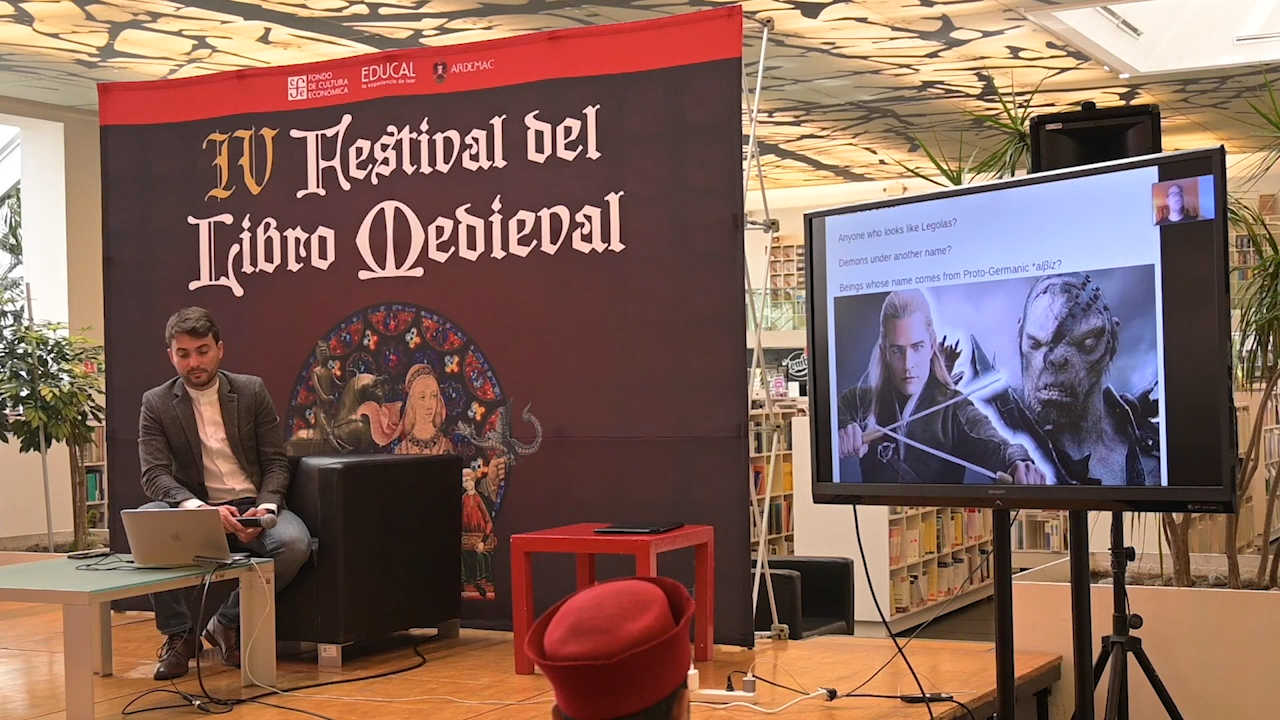 FONDO
DE CULTURA
ECONÓMICA
EDUCAL
la experiencia de leer
ARDEMAC
IV Festival del
Libro Medieval
Anyone who looks like Legolas?
Demons under another name?
Beings whose name comes from Proto-Germanic *alβiz?
SHARP